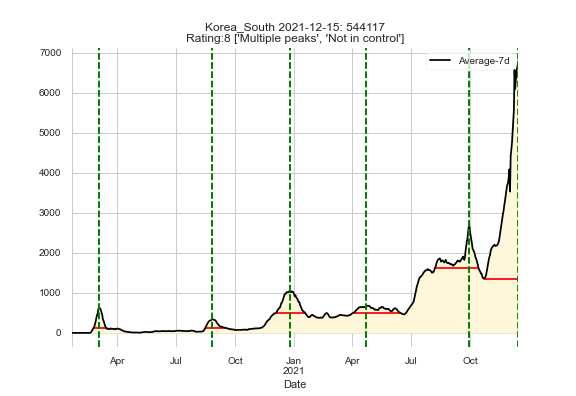 Korea_South 2021-12-15: 544117
Rating:8 ['Multiple peaks', 'Not in control']
Average-7d
7000
6000
5000
4000
3000
2000
1000
0
Apr
Jul
Oct
Jan
2021
Apr
Jul
Oct
Date